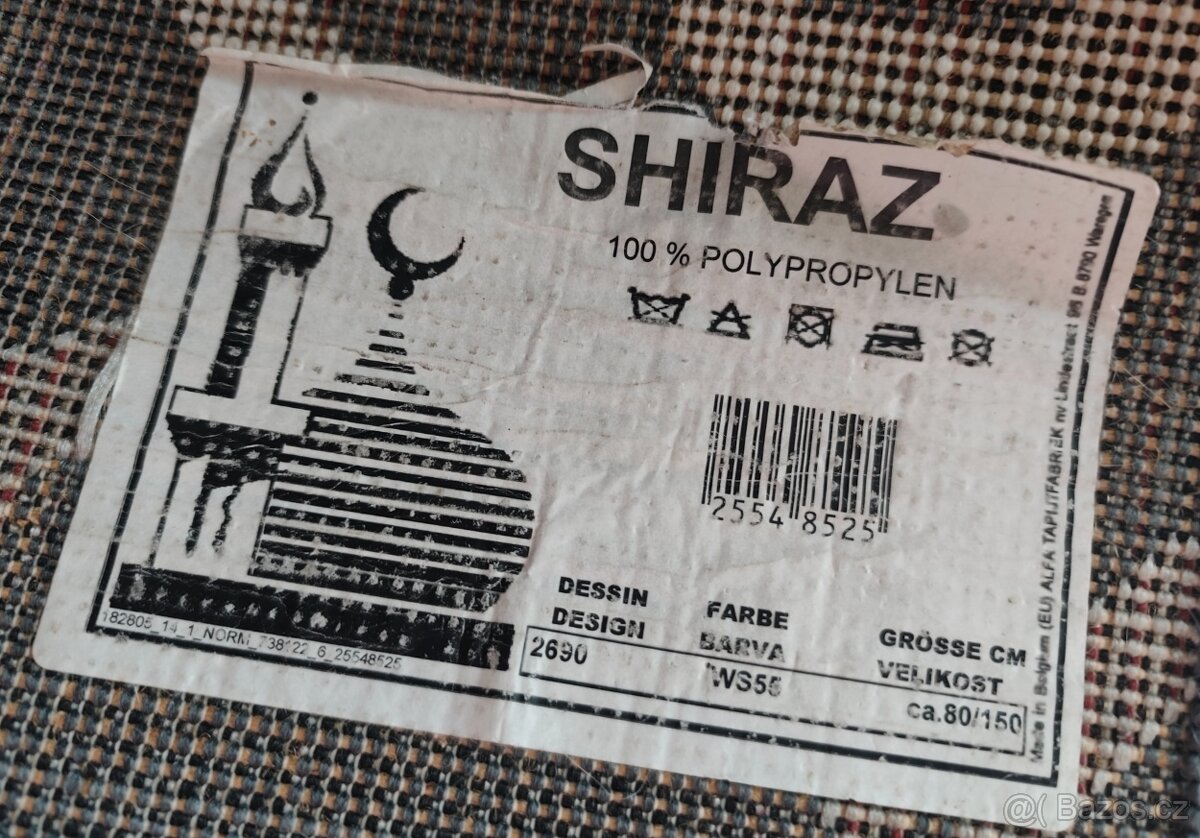 SHIRAZ
100 % POLYPROPYLEN
2554 8525
DESSIN
DESIGN
2690
FARBE
BARVA
WS55
GRÖSSE CM
VELIKOST
ca.80/150
182805_14_1_NORM_738122_6_25548525
Made in Belgium (EU) ALFA TAPIJTFABRIEK nv Lindestraat 98 B 8790 Waregem
@( Bazos.cz